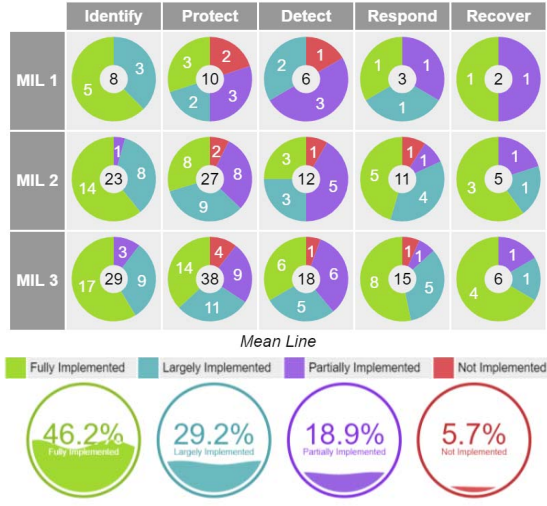 Identify Protect Detect Respond Recover
MIL 1
5 8 3
3 2 10 2 3
2 1 6 3
1 1 3 1
1 2 1
MIL 2
1 14 23 8
8 2 27 8 9
3 1 12 5 3
5 1 1 11 4
3 5 1 1
MIL 3
3 17 29 9
14 4 38 9 11
6 1 18 6 5
8 1 1 15 5
4 6 1 1
Mean Line
Fully Implemented Largely Implemented Partially Implemented Not Implemented
46.2% 29.2% 18.9% 5.7%
Fully Implemented Largely Implemented Partially Implemented Not Implemented